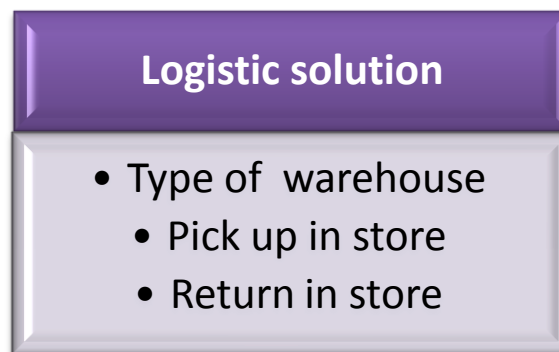 Logistic solution
• Type of  warehouse
• Pick up in store
• Return in store